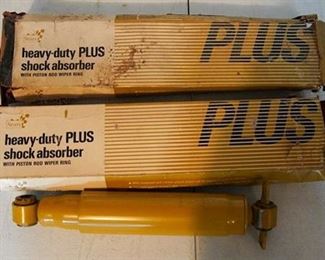 heavy-duty PLUS
shock absorber
WITH PISTON ROD WIPER RING
PLUS
heavy-duty PLUS
shock absorber
WITH PISTON ROD WIPER RING
PLUS